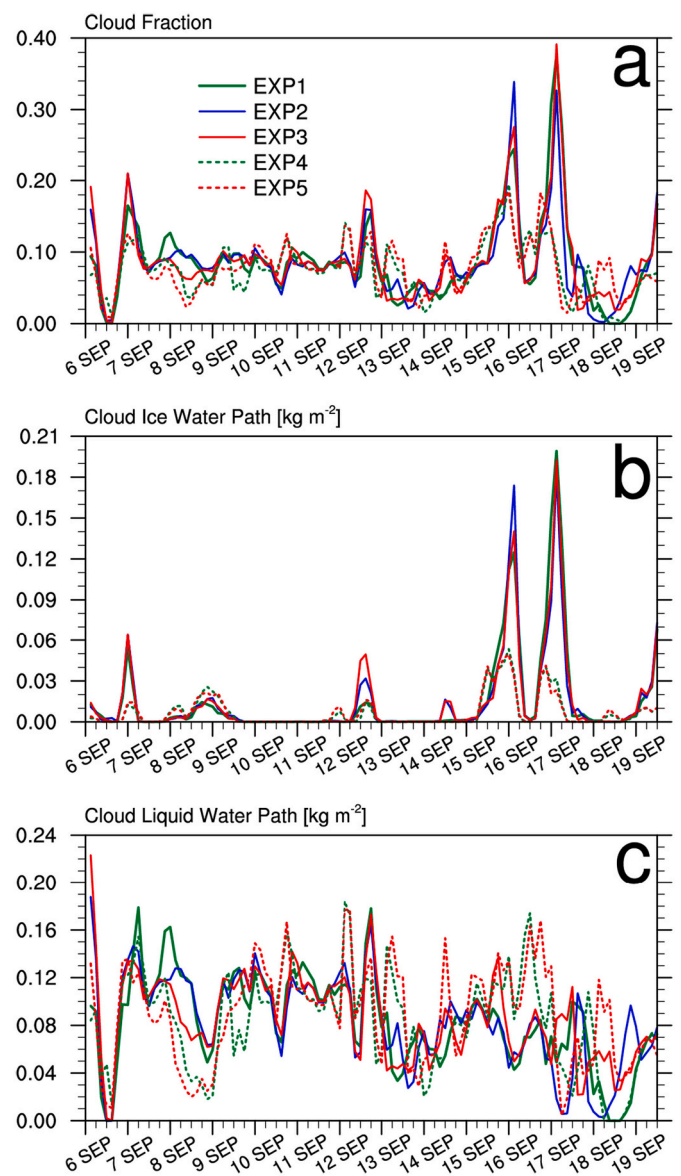 Cloud Fraction
a
0.40
0.30
0.20
0.10
0.00
EXP1
EXP2
EXP3
EXP4
EXP5
6 SEP 7 SEP 8 SEP 9 SEP 10 SEP 11 SEP 12 SEP 13 SEP 14 SEP 15 SEP 16 SEP 17 SEP 18 SEP 19 SEP
Cloud Ice Water Path [kg m⁻²]
b
0.21
0.18
0.15
0.12
0.09
0.06
0.03
0.00
6 SEP 7 SEP 8 SEP 9 SEP 10 SEP 11 SEP 12 SEP 13 SEP 14 SEP 15 SEP 16 SEP 17 SEP 18 SEP 19 SEP
Cloud Liquid Water Path [kg m⁻²]
c
0.24
0.20
0.16
0.12
0.08
0.04
0.00
6 SEP 7 SEP 8 SEP 9 SEP 10 SEP 11 SEP 12 SEP 13 SEP 14 SEP 15 SEP 16 SEP 17 SEP 18 SEP 19 SEP